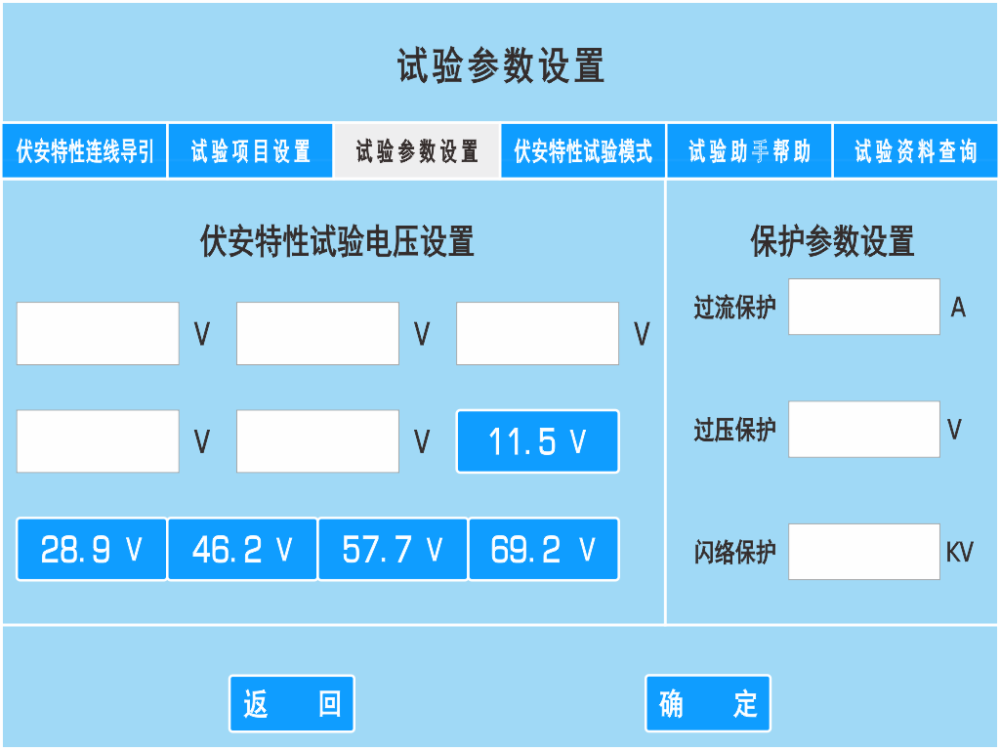 试验参数设置
伏安特性连线导引 试验项目设置 试验参数设置 伏安特性试验模式 试验助手帮助 试验资料查询
伏安特性试验电压设置
V V V
V V 11.5 V
28.9 V 46.2 V 57.7 V 69.2 V
保护参数设置
过流保护 A
过压保护 V
闪络保护 KV
返 回 确 定